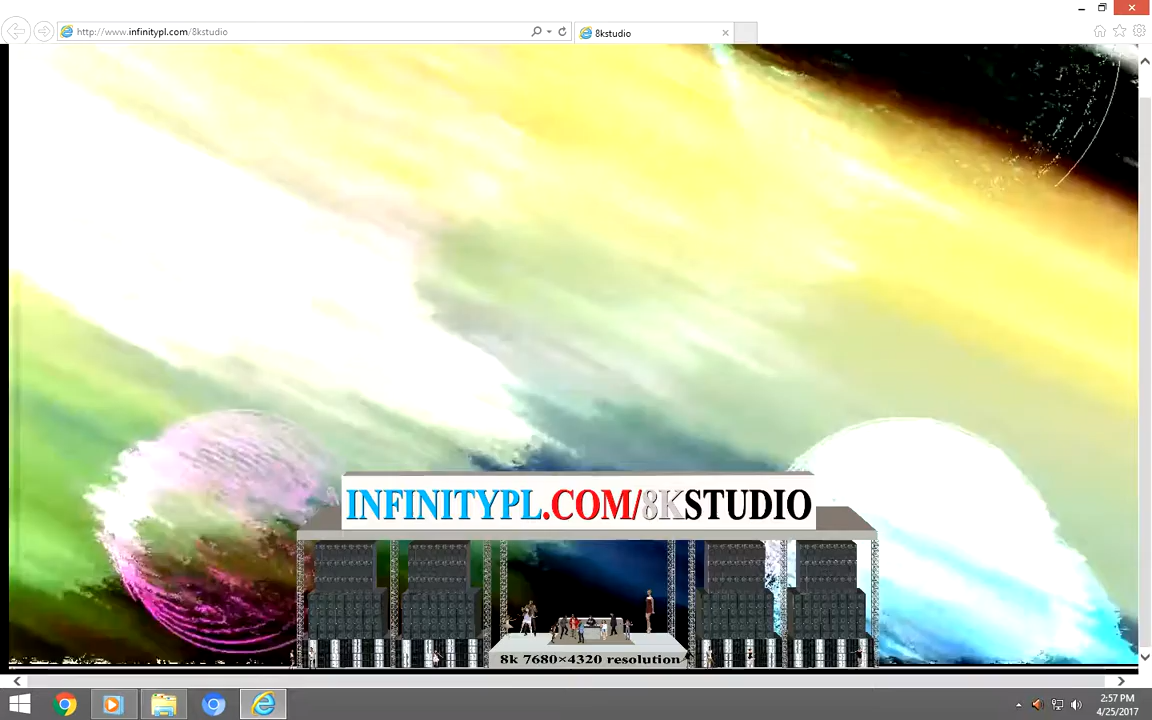 http://www.infinitypl.com/8kstudio
8kstudio
INFINITYPL.COM/8KSTUDIO
8k 7680×4320 resolution
2:57 PM
4/25/2017